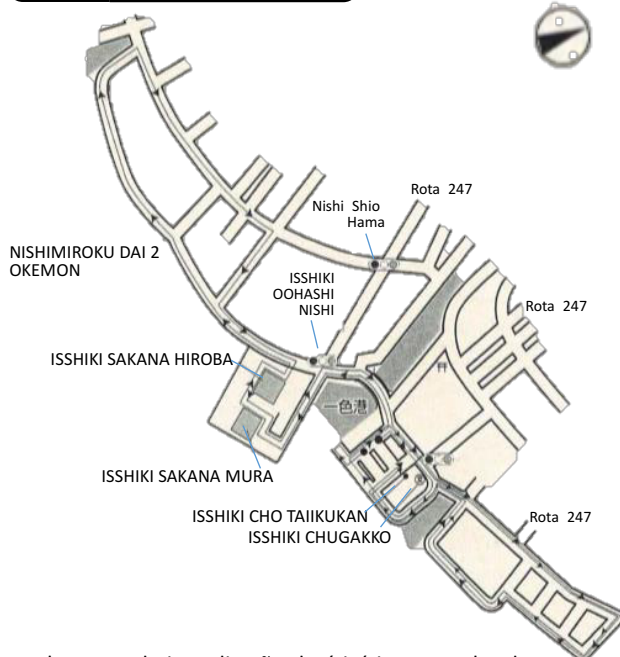 Rota 247
Nishi Shio
Hama
NISHIMIROKU DAI 2
OKEMON
ISSHIKI
OOHASHI
NISHI
Rota 247
ISSHIKI SAKANA HIROBA
一色港
ISSHIKI SAKANA MURA
ISSHIKI CHO TAIIKUKAN
Rota 247
ISSHIKI CHUGAKKO